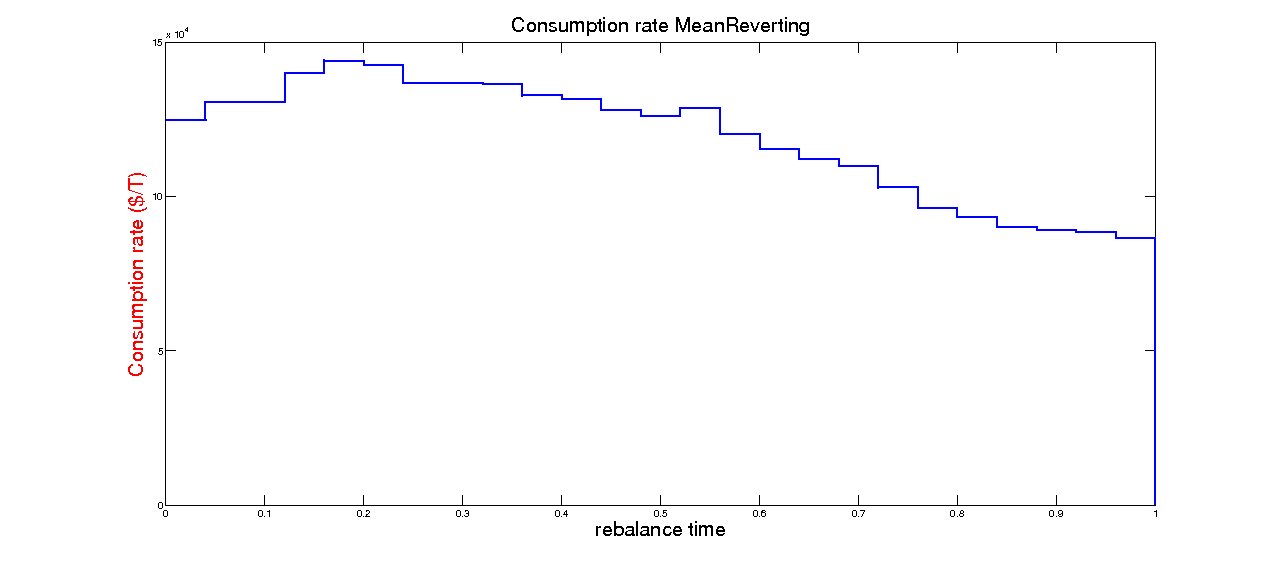 Consumption rate MeanReverting
x 10⁴
15
10
5
0
Consumption rate ($/T)
0 0.1 0.2 0.3 0.4 0.5 0.6 0.7 0.8 0.9 1
rebalance time